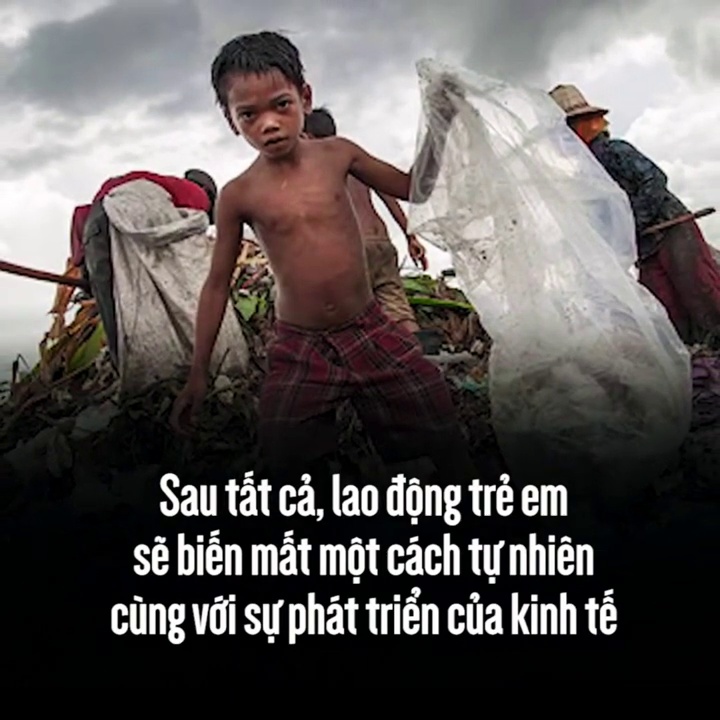 Sau tất cả, lao động trẻ em
sẽ biến mất một cách tự nhiên
cùng với sự phát triển của kinh tế